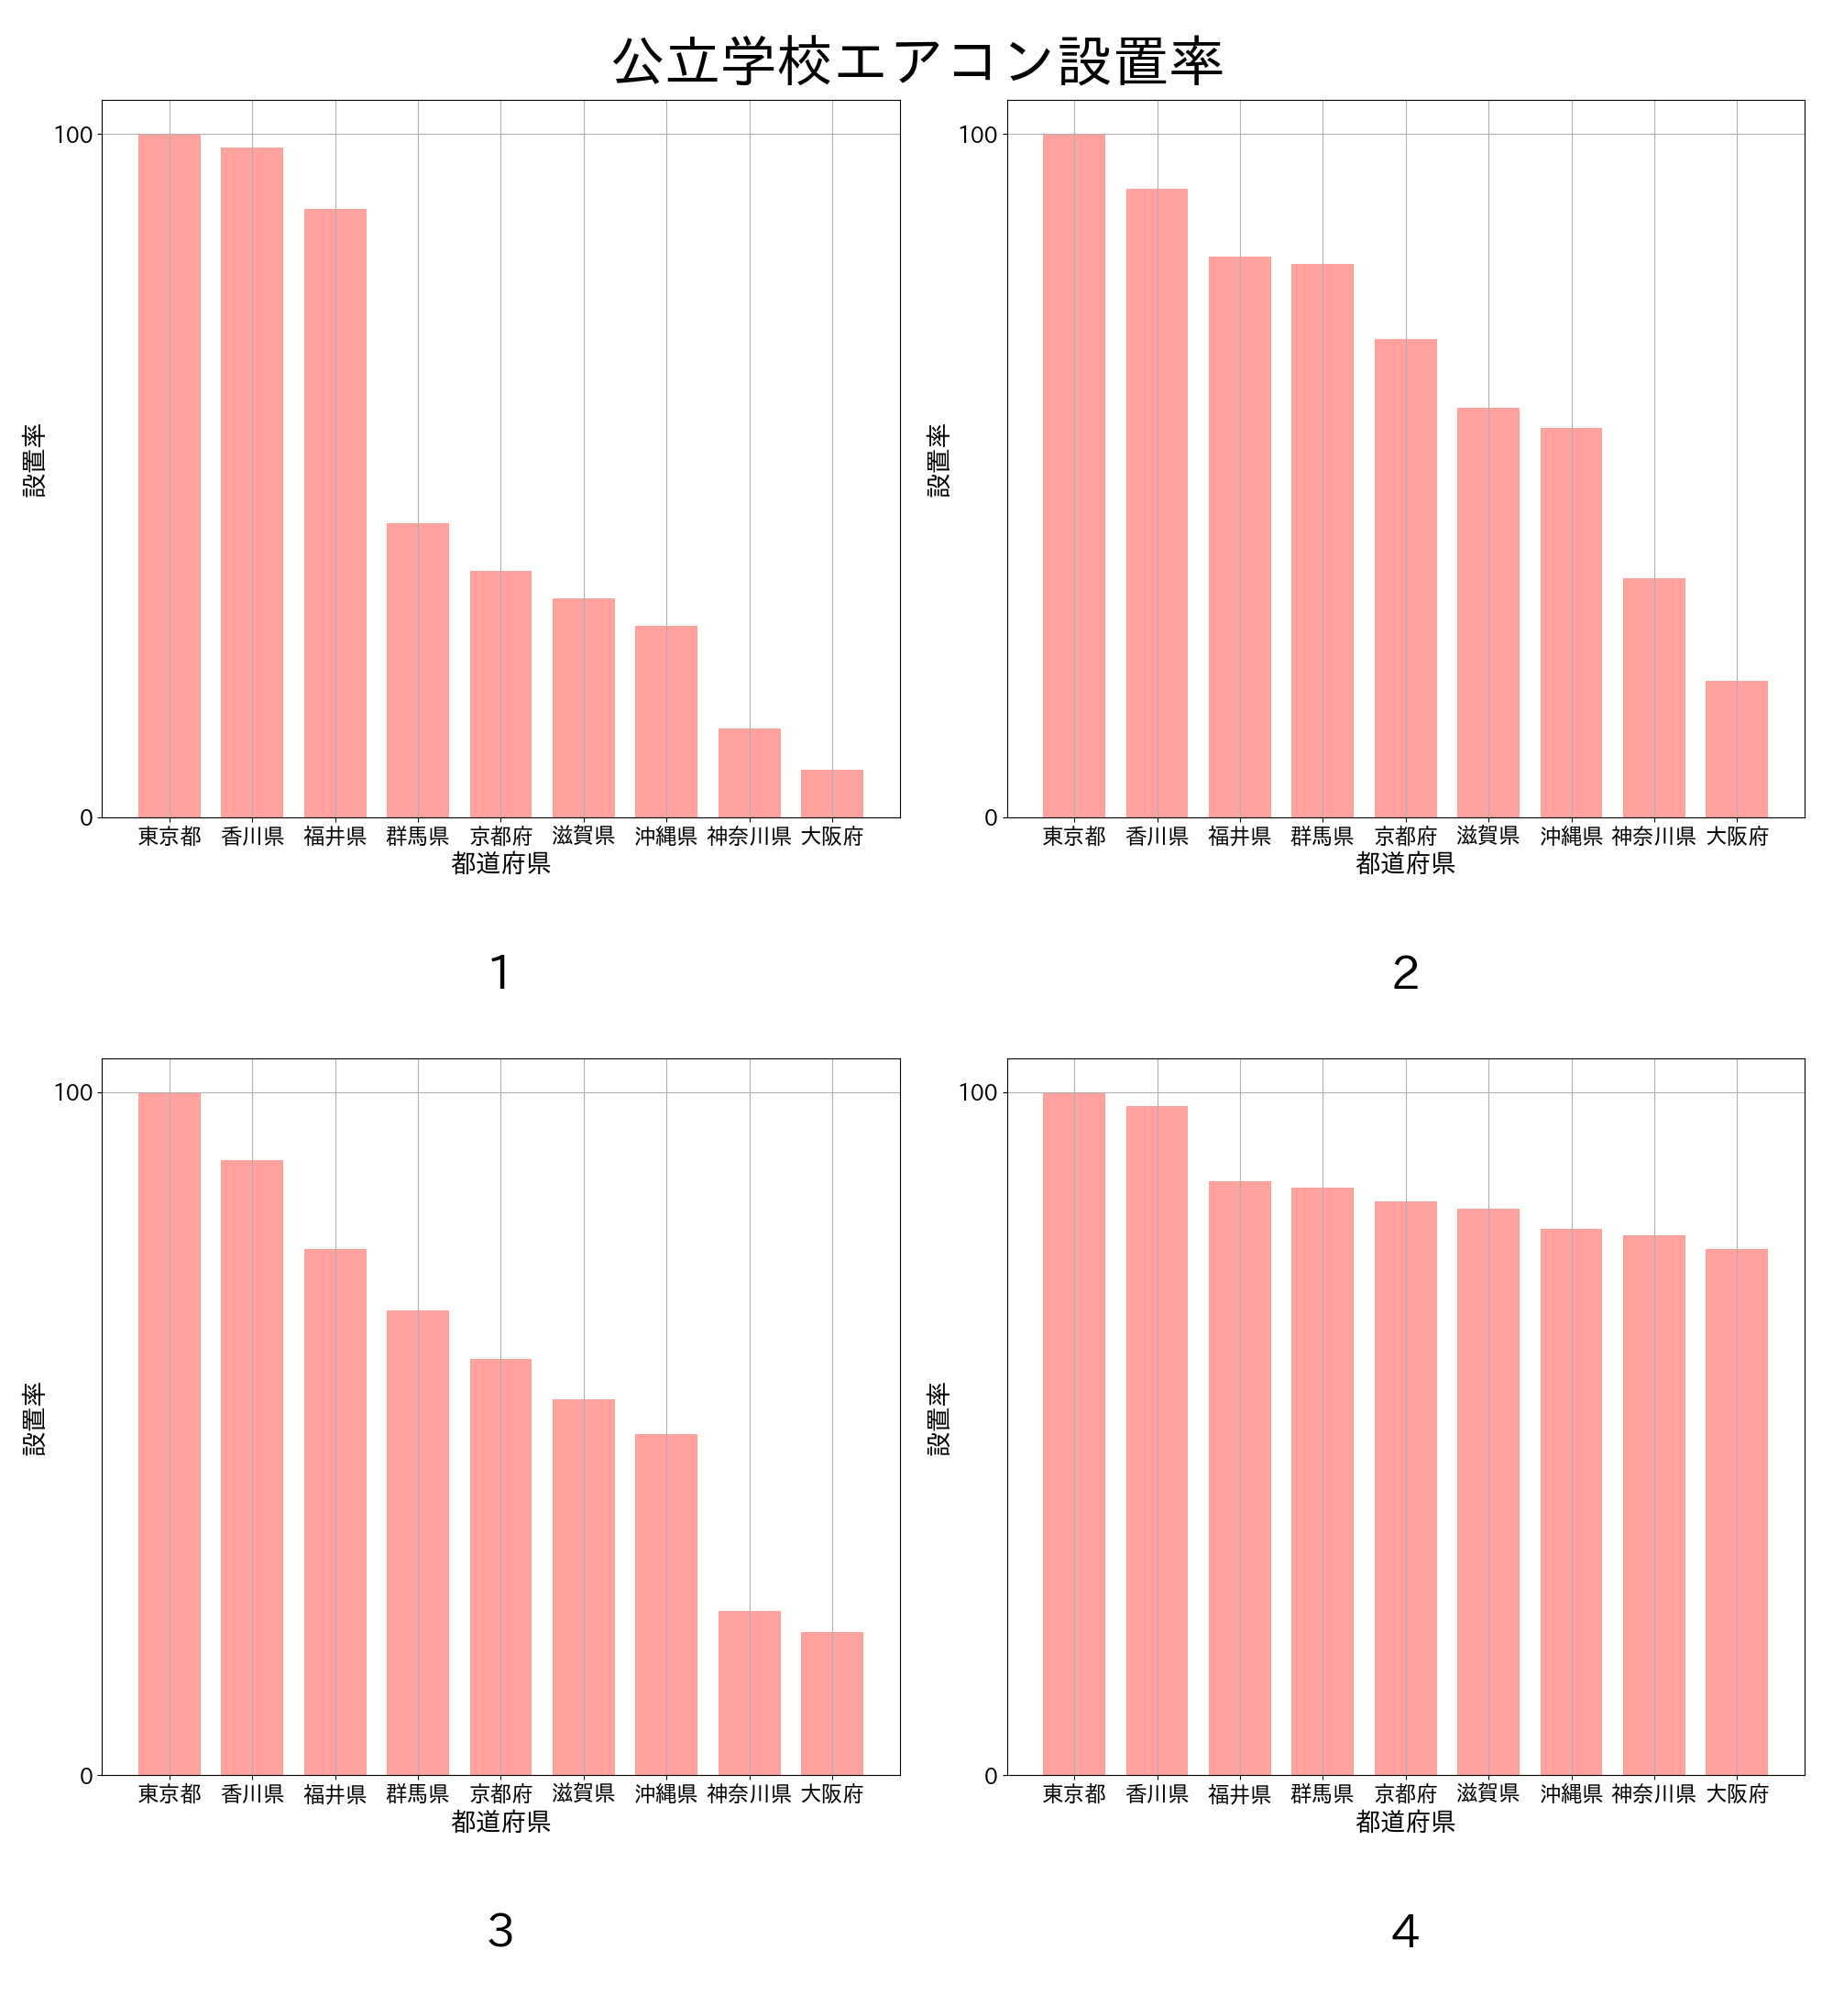 公立学校エアコン設置率
100
0
設置率
東京都 香川県 福井県 群馬県 京都府 滋賀県 沖縄県 神奈川県 大阪府
都道府県
1
100
0
設置率
東京都 香川県 福井県 群馬県 京都府 滋賀県 沖縄県 神奈川県 大阪府
都道府県
2
100
0
設置率
東京都 香川県 福井県 群馬県 京都府 滋賀県 沖縄県 神奈川県 大阪府
都道府県
3
100
0
設置率
東京都 香川県 福井県 群馬県 京都府 滋賀県 沖縄県 神奈川県 大阪府
都道府県
4